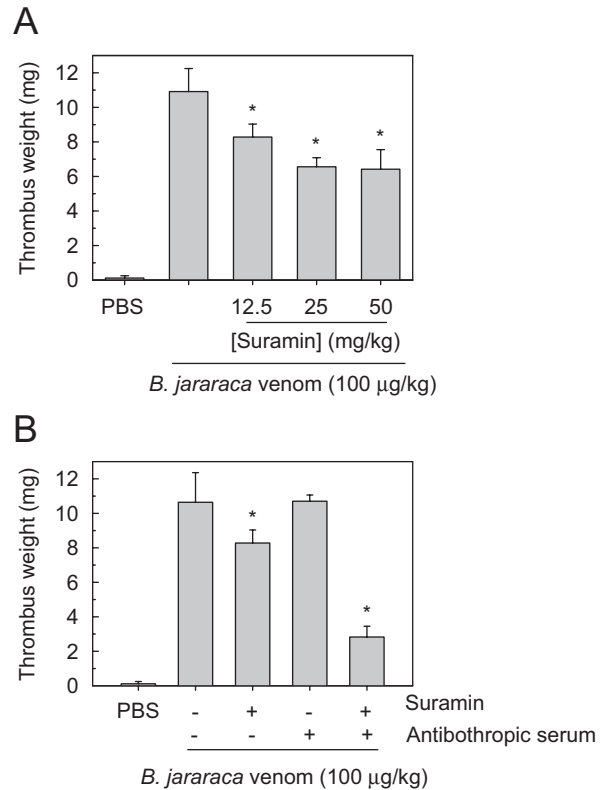 A
Thrombus weight (mg)
12
10
8
6
4
2
0
*
*
*
PBS 12.5 25 50
[Suramin] (mg/kg)
B. jararaca venom (100 μg/kg)
B
Thrombus weight (mg)
12
10
8
6
4
2
0
*
*
PBS - + - + Suramin
- - + + Antibothropic serum
B. jararaca venom (100 μg/kg)